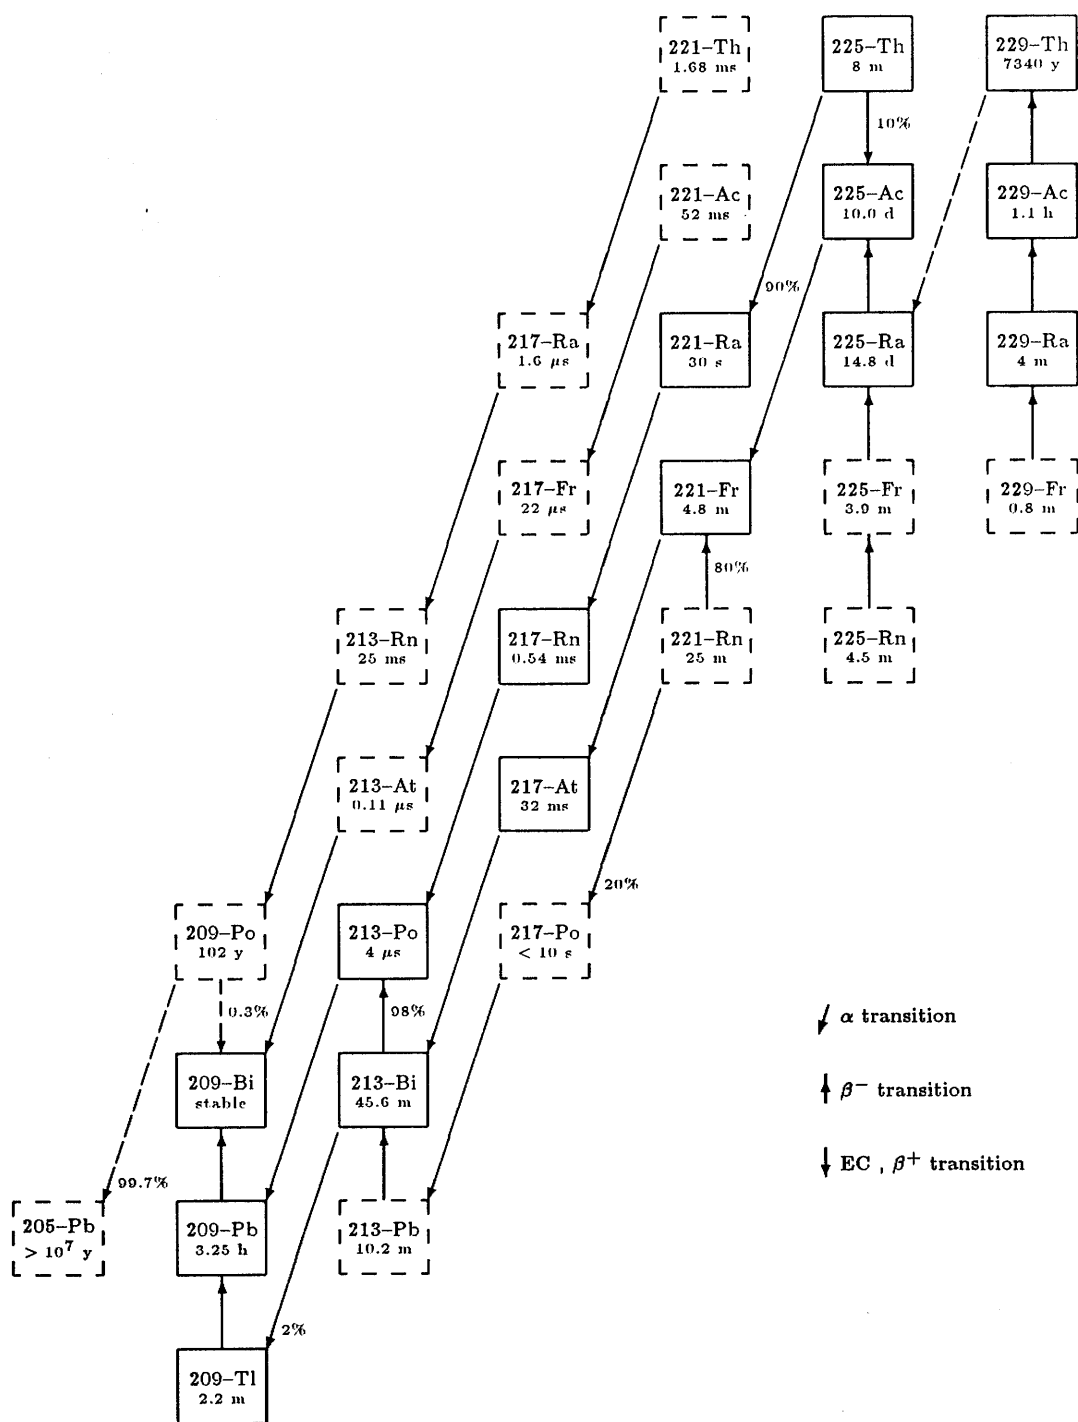 221–Th
1.68 ms
225–Th
8 m
229–Th
7340 y
10%
221–Ac
52 ms
225–Ac
10.0 d
229–Ac
1.1 h
90%
217–Ra
1.6 μs
221–Ra
30 s
225–Ra
14.8 d
229–Ra
4 m
217–Fr
22 μs
221–Fr
4.8 m
225–Fr
3.9 m
229–Fr
0.8 m
80%
213–Rn
25 ms
217–Rn
0.54 ms
221–Rn
25 m
225–Rn
4.5 m
213–At
0.11 μs
217–At
32 ms
20%
209–Po
102 y
213–Po
4 μs
217–Po
< 10 s
0.3%
98%
α transition
209–Bi
stable
213–Bi
45.6 m
β⁻ transition
99.7%
EC , β⁺ transition
205–Pb
> 10⁷ y
209–Pb
3.25 h
213–Pb
10.2 m
2%
209–Tl
2.2 m